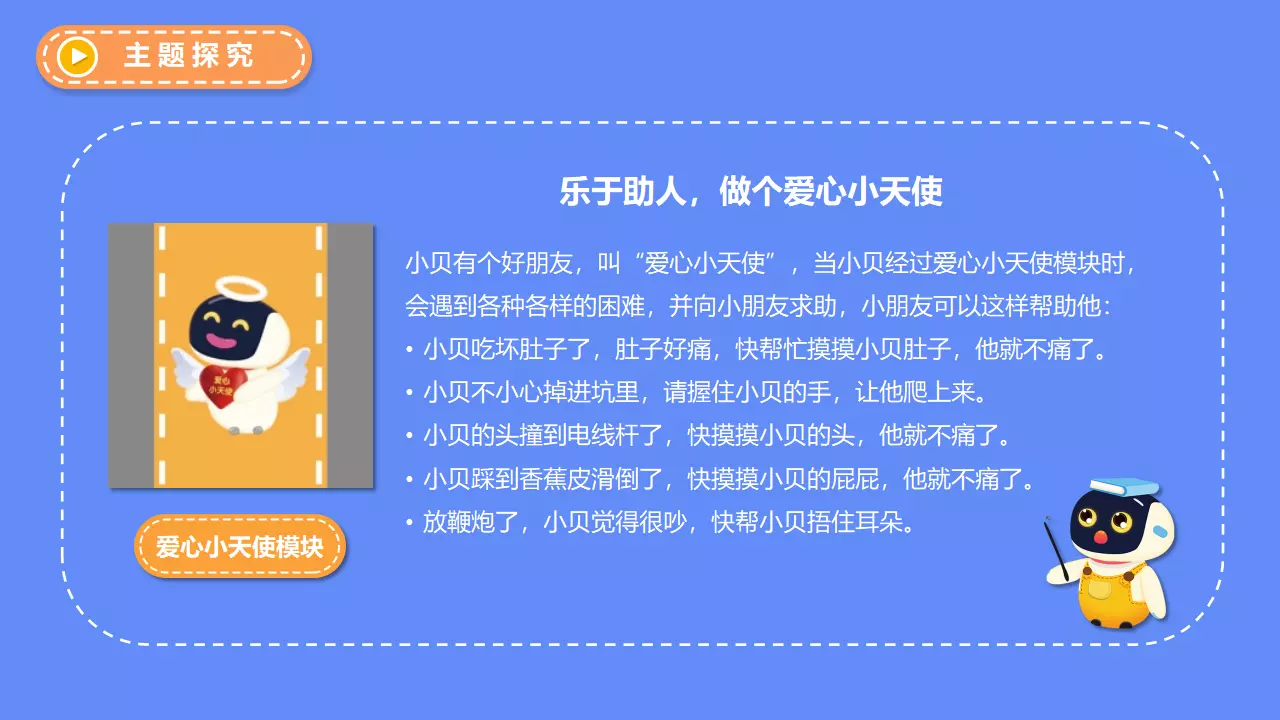 主题探究
乐于助人，做个爱心小天使
小贝有个好朋友，叫“爱心小天使”，当小贝经过爱心小天使模块时，
会遇到各种各样的困难，并向小朋友求助，小朋友可以这样帮助他：
• 小贝吃坏肚子了，肚子好痛，快帮忙摸摸小贝肚子，他就不痛了。
• 小贝不小心掉进坑里，请握住小贝的手，让他爬上来。
• 小贝的头撞到电线杆了，快摸摸小贝的头，他就不痛了。
• 小贝踩到香蕉皮滑倒了，快摸摸小贝的屁屁，他就不痛了。
• 放鞭炮了，小贝觉得很吵，快帮小贝捂住耳朵。
爱心
小天使
爱心小天使模块